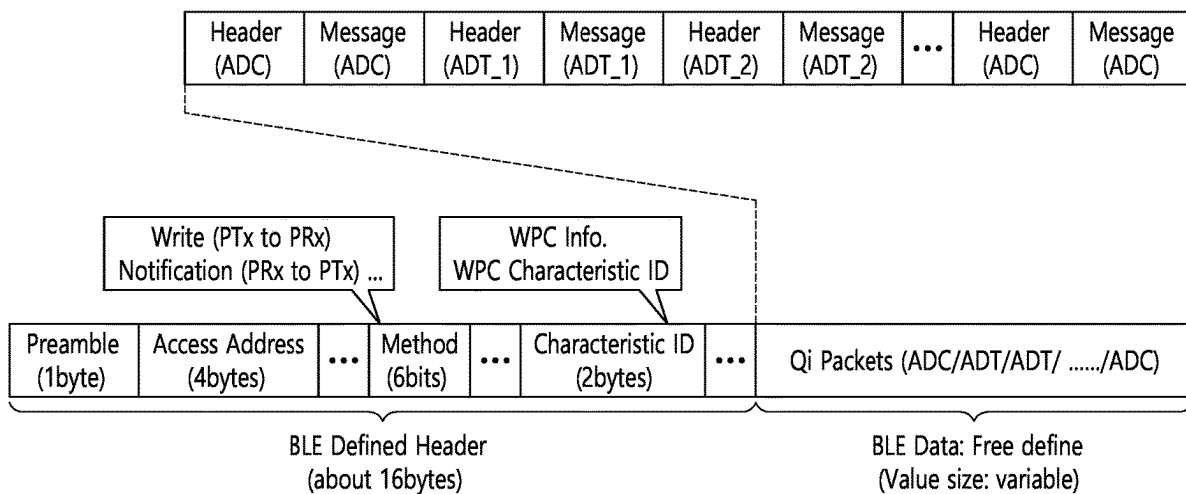 Header Message Header Message Header Message ... Header Message
(ADC) (ADC) (ADT_1) (ADT_1) (ADT_2) (ADT_2) (ADC) (ADC)
Write (PTx to PRx)
Notification (PRx to PTx) ...
WPC Info.
WPC Characteristic ID
Preamble Access Address ... Method ... Characteristic ID ... Qi Packets (ADC/ADT/ADT/ ....../ADC)
(1byte) (4bytes) (6bits) (2bytes)
BLE Defined Header
(about 16bytes)
BLE Data: Free define
(Value size: variable)